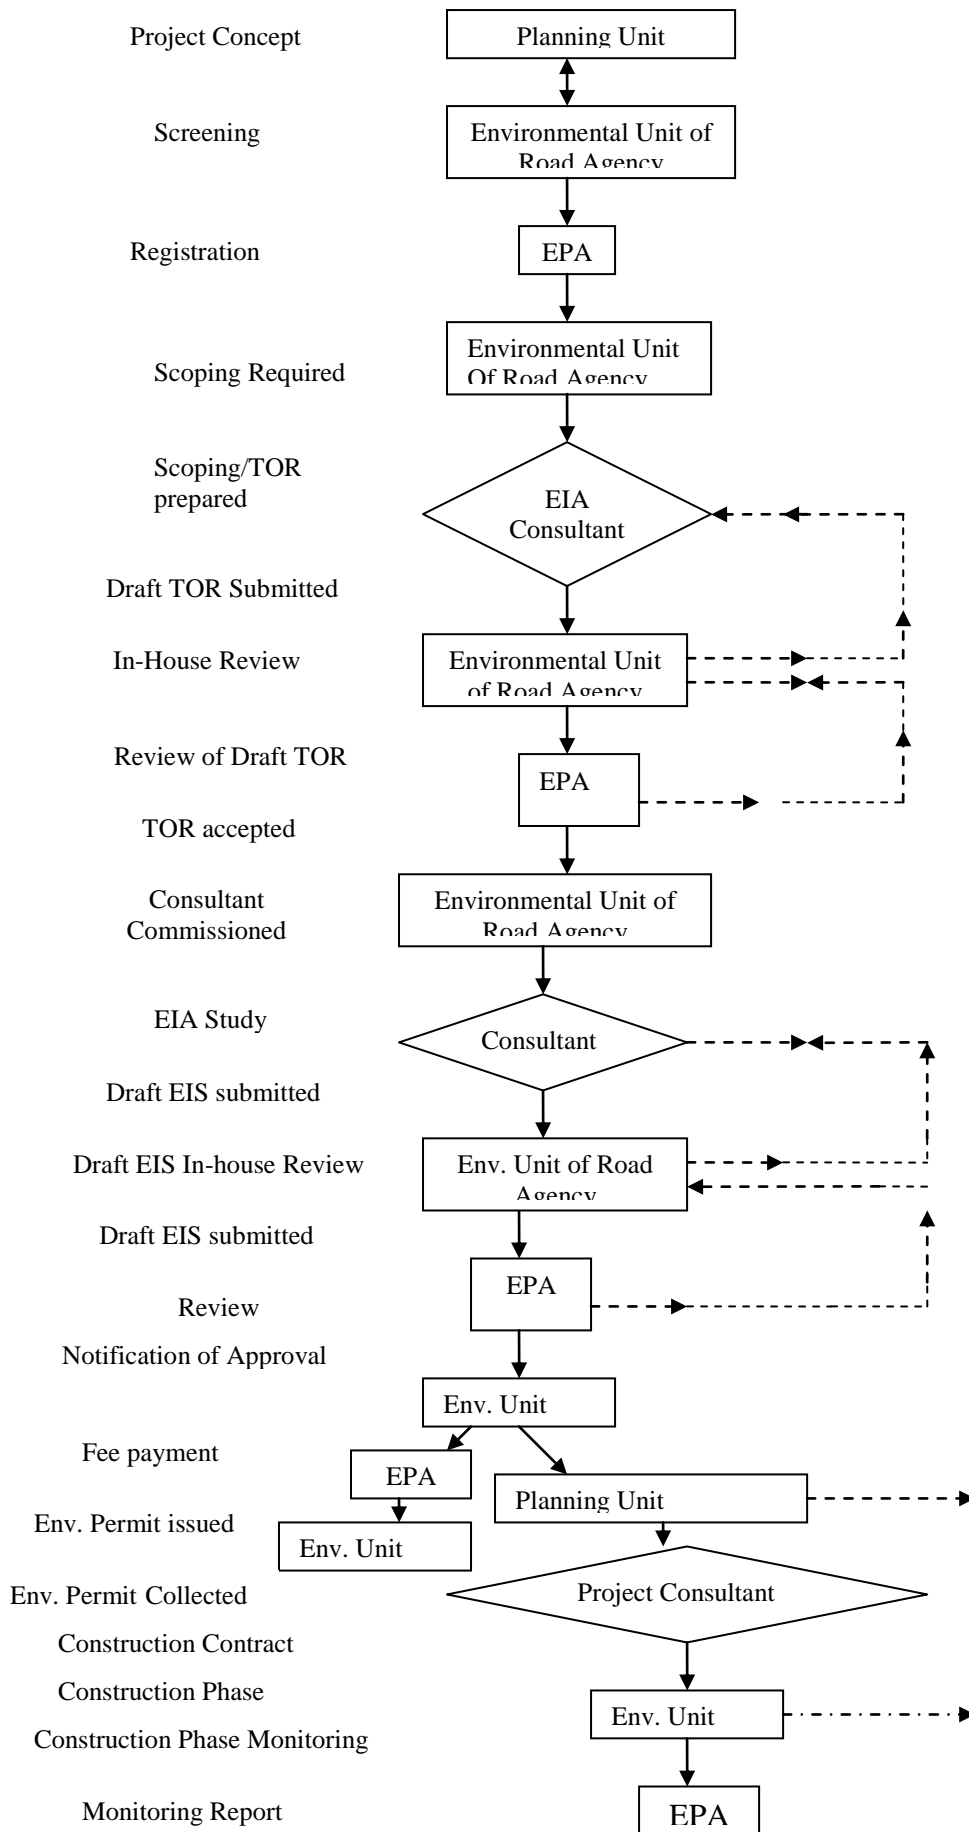 Project Concept
Planning Unit
Screening
Environmental Unit of
Road Agency
Registration
EPA
Environmental Unit
Of Road Agency
Scoping Required
Scoping/TOR
prepared
EIA
Consultant
Draft TOR Submitted
In-House Review
Environmental Unit
of Road Agency
Review of Draft TOR
EPA
TOR accepted
Consultant
Commissioned
Environmental Unit of
Road Agency
EIA Study
Consultant
Draft EIS submitted
Draft EIS In-house Review
Env. Unit of Road
Agency
Draft EIS submitted
EPA
Review
Notification of Approval
Env. Unit
Fee payment
EPA
Planning Unit
Env. Permit issued
Env. Unit
Env. Permit Collected
Project Consultant
Construction Contract
Construction Phase
Env. Unit
Construction Phase Monitoring
Monitoring Report
EPA